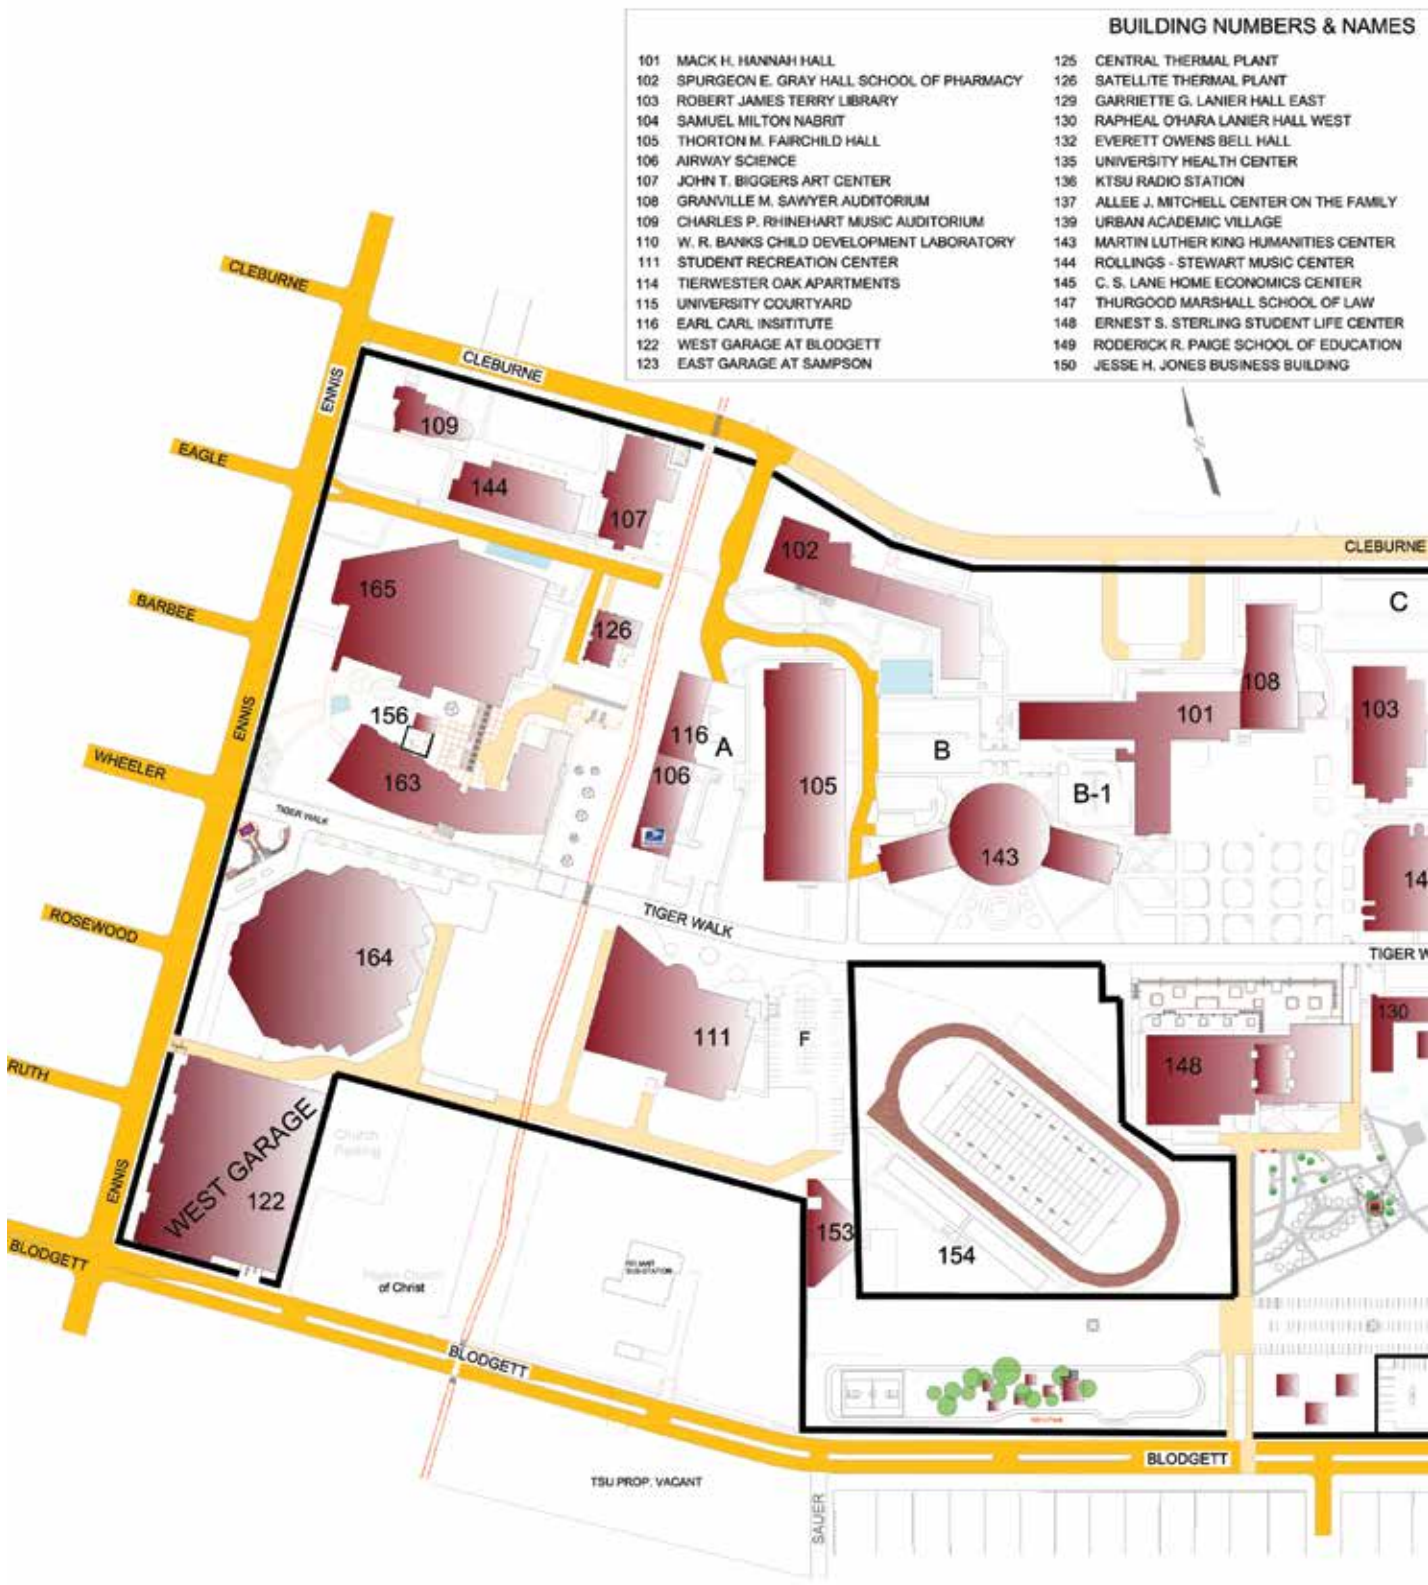 BUILDING NUMBERS & NAMES
101 MACK H. HANNAH HALL
102 SPURGEON E. GRAY HALL SCHOOL OF PHARMACY
103 ROBERT JAMES TERRY LIBRARY
104 SAMUEL MILTON NABRIT
105 THORTON M. FAIRCHILD HALL
106 AIRWAY SCIENCE
107 JOHN T. BIGGERS ART CENTER
108 GRANVILLE M. SAWYER AUDITORIUM
109 CHARLES P. RHINEHART MUSIC AUDITORIUM
110 W. R. BANKS CHILD DEVELOPMENT LABORATORY
111 STUDENT RECREATION CENTER
114 TIERWESTER OAK APARTMENTS
115 UNIVERSITY COURTYARD
116 EARL CARL INSITITUTE
122 WEST GARAGE AT BLODGETT
123 EAST GARAGE AT SAMPSON
125 CENTRAL THERMAL PLANT
126 SATELLITE THERMAL PLANT
129 GARRIETTE G. LANIER HALL EAST
130 RAPHEAL O'HARA LANIER HALL WEST
132 EVERETT OWENS BELL HALL
135 UNIVERSITY HEALTH CENTER
136 KTSU RADIO STATION
137 ALLEE J. MITCHELL CENTER ON THE FAMILY
139 URBAN ACADEMIC VILLAGE
143 MARTIN LUTHER KING HUMANITIES CENTER
144 ROLLINGS - STEWART MUSIC CENTER
145 C. S. LANE HOME ECONOMICS CENTER
147 THURGOOD MARSHALL SCHOOL OF LAW
148 ERNEST S. STERLING STUDENT LIFE CENTER
149 RODERICK R. PAIGE SCHOOL OF EDUCATION
150 JESSE H. JONES BUSINESS BUILDING
CLEBURNE
CLEBURNE
ENNIS
109
EAGLE
144
107
102
CLEBURNE
165
C
BARBEE
126
108
156
116
A
101
103
ENNIS
B
WHEELER
163
106
105
B-1
TIGER WALK
143
14
ROSEWOOD
TIGER WALK
164
TIGER W
130
111
F
148
RUTH
WEST GARAGE
Church
Parking
ENNIS
122
153
154
BLODGETT
of Christ
BLODGETT
BLODGETT
TSU PROP. VACANT
SAUER